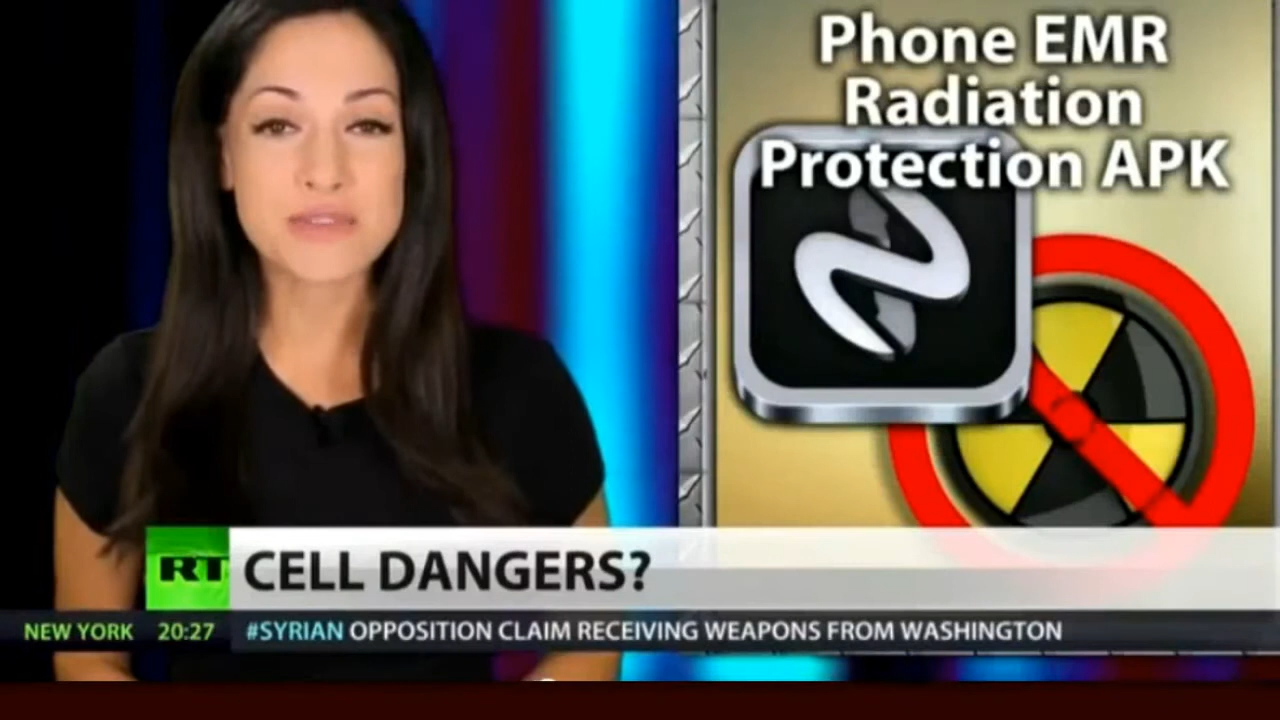 Phone EMR
Radiation
Protection APK
RT CELL DANGERS?
NEW YORK 20:27 #SYRIAN OPPOSITION CLAIM RECEIVING WEAPONS FROM WASHINGTON